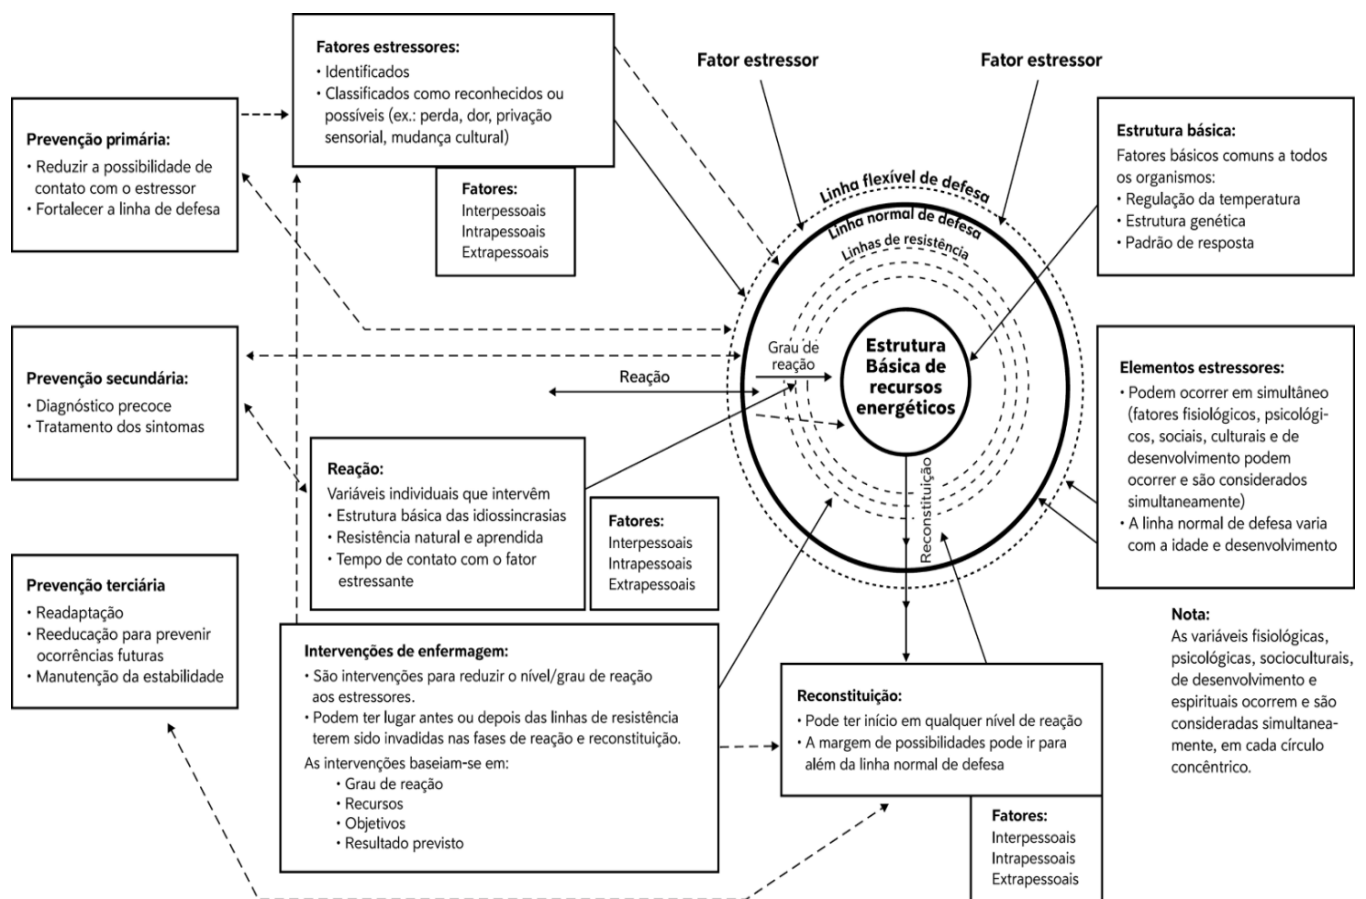 Fatores estressores:
• Identificados
• Classificados como reconhecidos ou
possíveis (ex.: perda, dor, privação
sensorial, mudança cultural)
Fatores:
Interpessoais
Intrapessoais
Extrapessoais
Prevenção primária:
• Reduzir a possibilidade de
contato com o estressor
• Fortalecer a linha de defesa
Prevenção secundária:
• Diagnóstico precoce
• Tratamento dos sintomas
Prevenção terciária
• Readaptação
• Reeducação para prevenir
ocorrências futuras
• Manutenção da estabilidade
Fator estressor
Fator estressor
Linha flexível de defesa
Linha normal de defesa
Linhas de resistência
Estrutura
Básica de
recursos
energéticos
Grau de
reação
Reação
Reconstituição
Reação:
Variáveis individuais que intervêm
• Estrutura básica das idiossincrasias
• Resistência natural e aprendida
• Tempo de contato com o fator
estressante
Fatores:
Interpessoais
Intrapessoais
Extrapessoais
Intervenções de enfermagem:
• São intervenções para reduzir o nível/grau de reação
aos estressores.
• Podem ter lugar antes ou depois das linhas de resistência
terem sido invadidas nas fases de reação e reconstituição.
As intervenções baseiam-se em:
• Grau de reação
• Recursos
• Objetivos
• Resultado previsto
Estrutura básica:
Fatores básicos comuns a todos
os organismos:
• Regulação da temperatura
• Estrutura genética
• Padrão de resposta
Elementos estressores:
• Podem ocorrer em simultâneo
(fatores fisiológicos, psicológi-
cos, sociais, culturais e de
desenvolvimento podem
ocorrer e são considerados
simultaneamente)
• A linha normal de defesa varia
com a idade e desenvolvimento
Nota:
As variáveis fisiológicas,
psicológicas, socioculturais,
de desenvolvimento e
espirituais ocorrem e são
consideradas simultanea-
mente, em cada círculo
concêntrico.
Reconstituição:
• Pode ter início em qualquer nível de reação
• A margem de possibilidades pode ir para
além da linha normal de defesa
Fatores:
Interpessoais
Intrapessoais
Extrapessoais